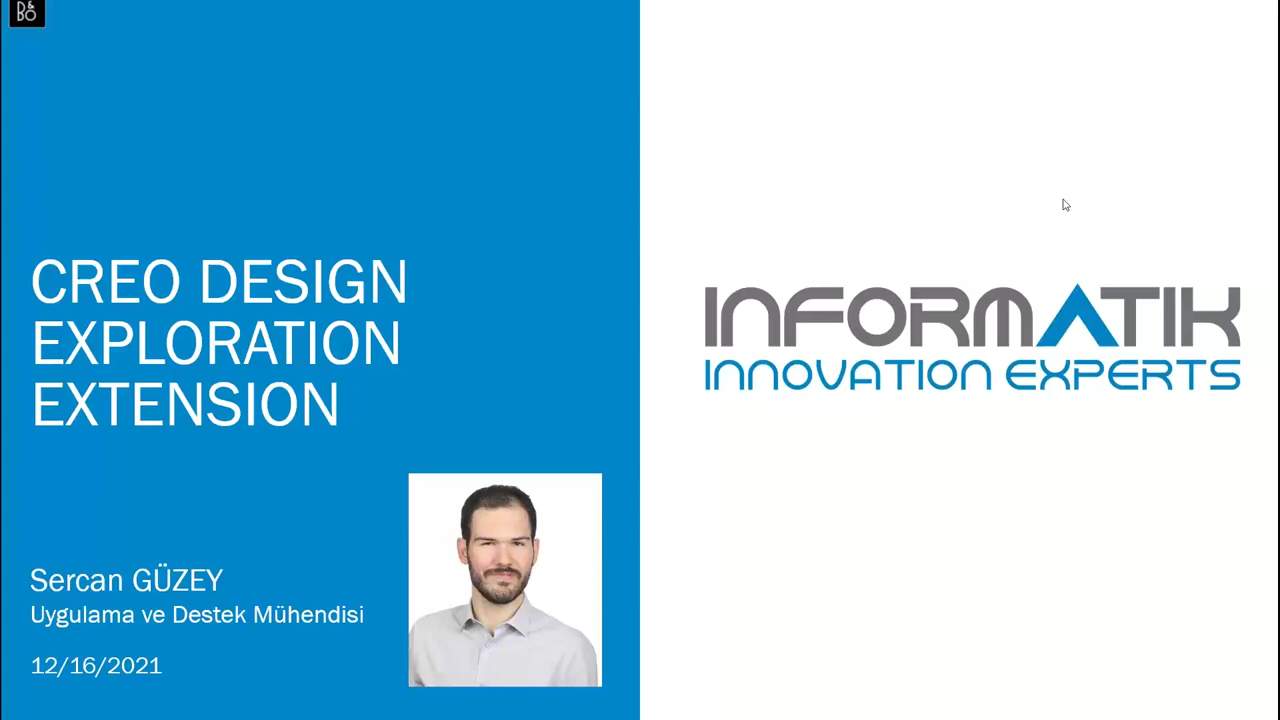 B&O
CREO DESIGN
EXPLORATION
EXTENSION
Sercan GÜZEY
Uygulama ve Destek Mühendisi
12/16/2021
INFORMATIK
INNOVATION EXPERTS